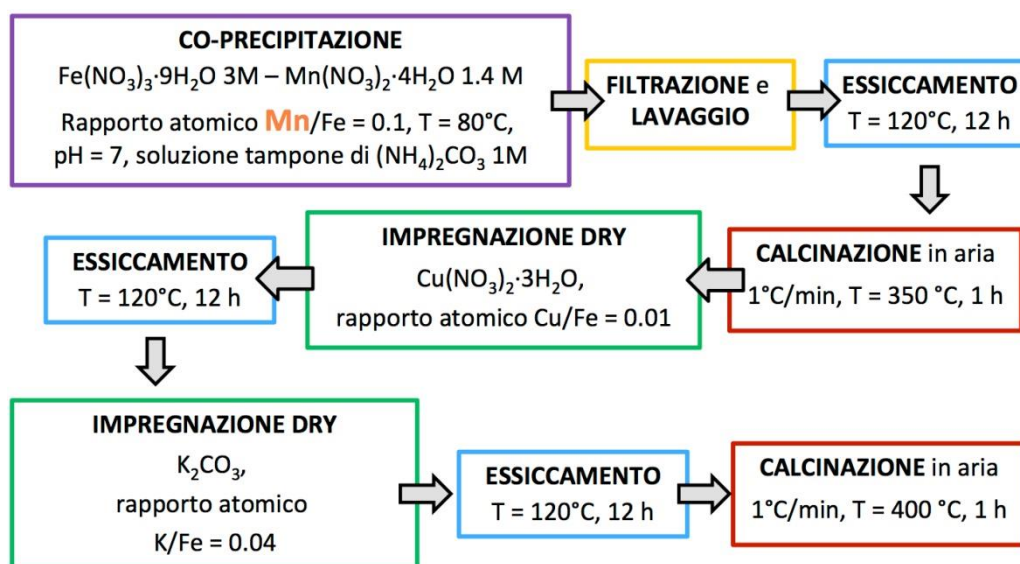 CO-PRECIPITAZIONE
Fe(NO₃)₃·9H₂O 3M – Mn(NO₃)₂·4H₂O 1.4 M
Rapporto atomico Mn/Fe = 0.1, T = 80°C,
pH = 7, soluzione tampone di (NH₄)₂CO₃ 1M
FILTRAZIONE e
LAVAGGIO
ESSICCAMENTO
T = 120°C, 12 h
CALCINAZIONE in aria
1°C/min, T = 350 °C, 1 h
IMPREGNAZIONE DRY
Cu(NO₃)₂·3H₂O,
rapporto atomico Cu/Fe = 0.01
ESSICCAMENTO
T = 120°C, 12 h
IMPREGNAZIONE DRY
K₂CO₃,
rapporto atomico
K/Fe = 0.04
ESSICCAMENTO
T = 120°C, 12 h
CALCINAZIONE in aria
1°C/min, T = 400 °C, 1 h